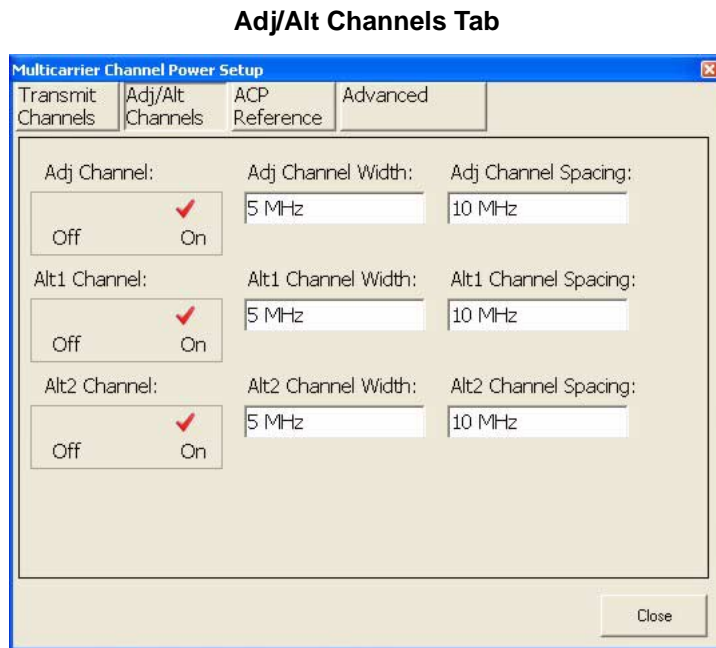 Adj/Alt Channels Tab
Multicarrier Channel Power Setup
Transmit Channels
Adj/Alt Channels
ACP Reference
Advanced
Adj Channel:
Adj Channel Width:
Adj Channel Spacing:
5 MHz
10 MHz
Off
On
Alt1 Channel:
Alt1 Channel Width:
Alt1 Channel Spacing:
5 MHz
10 MHz
Off
On
Alt2 Channel:
Alt2 Channel Width:
Alt2 Channel Spacing:
5 MHz
10 MHz
Off
On
Close